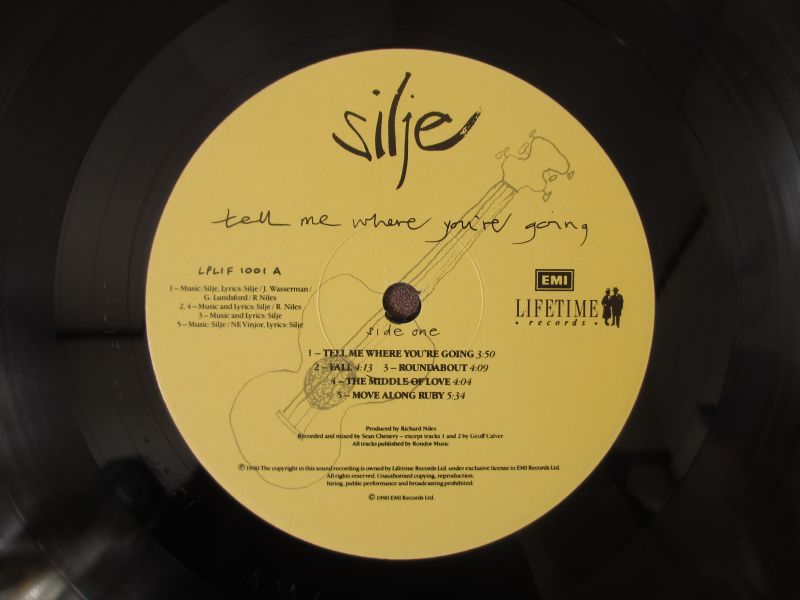 silje
tell me where you're going
LPLIF 1001 A
1 – Music: Silje, Lyrics: Silje / J. Wasserman /
G. Lundsford / R Niles
2, 4 – Music and Lyrics: Silje / R. Niles
3 – Music and Lyrics: Silje
5 – Music: Silje / NE Vinjor, Lyrics: Silje
EMI
LIFETIME
• records •
side one
1 – TELL ME WHERE YOU'RE GOING 3:50
2 – FALL 4:13 3 – ROUNDABOUT 4:09
4 – THE MIDDLE OF LOVE 4:04
5 – MOVE ALONG RUBY 5:34
Produced by Richard Niles
Recorded and mixed by Sean Chenery – except tracks 1 and 2 by Geoff Calver
All tracks published by Rondor Music
℗ 1990 The copyright in this sound recording is owned by Lifetime Records Ltd. under exclusive license to EMI Records Ltd.
All rights reserved. Unauthorised copying, reproduction,
hiring, public performance and broadcasting prohibited.
© 1990 EMI Records Ltd.